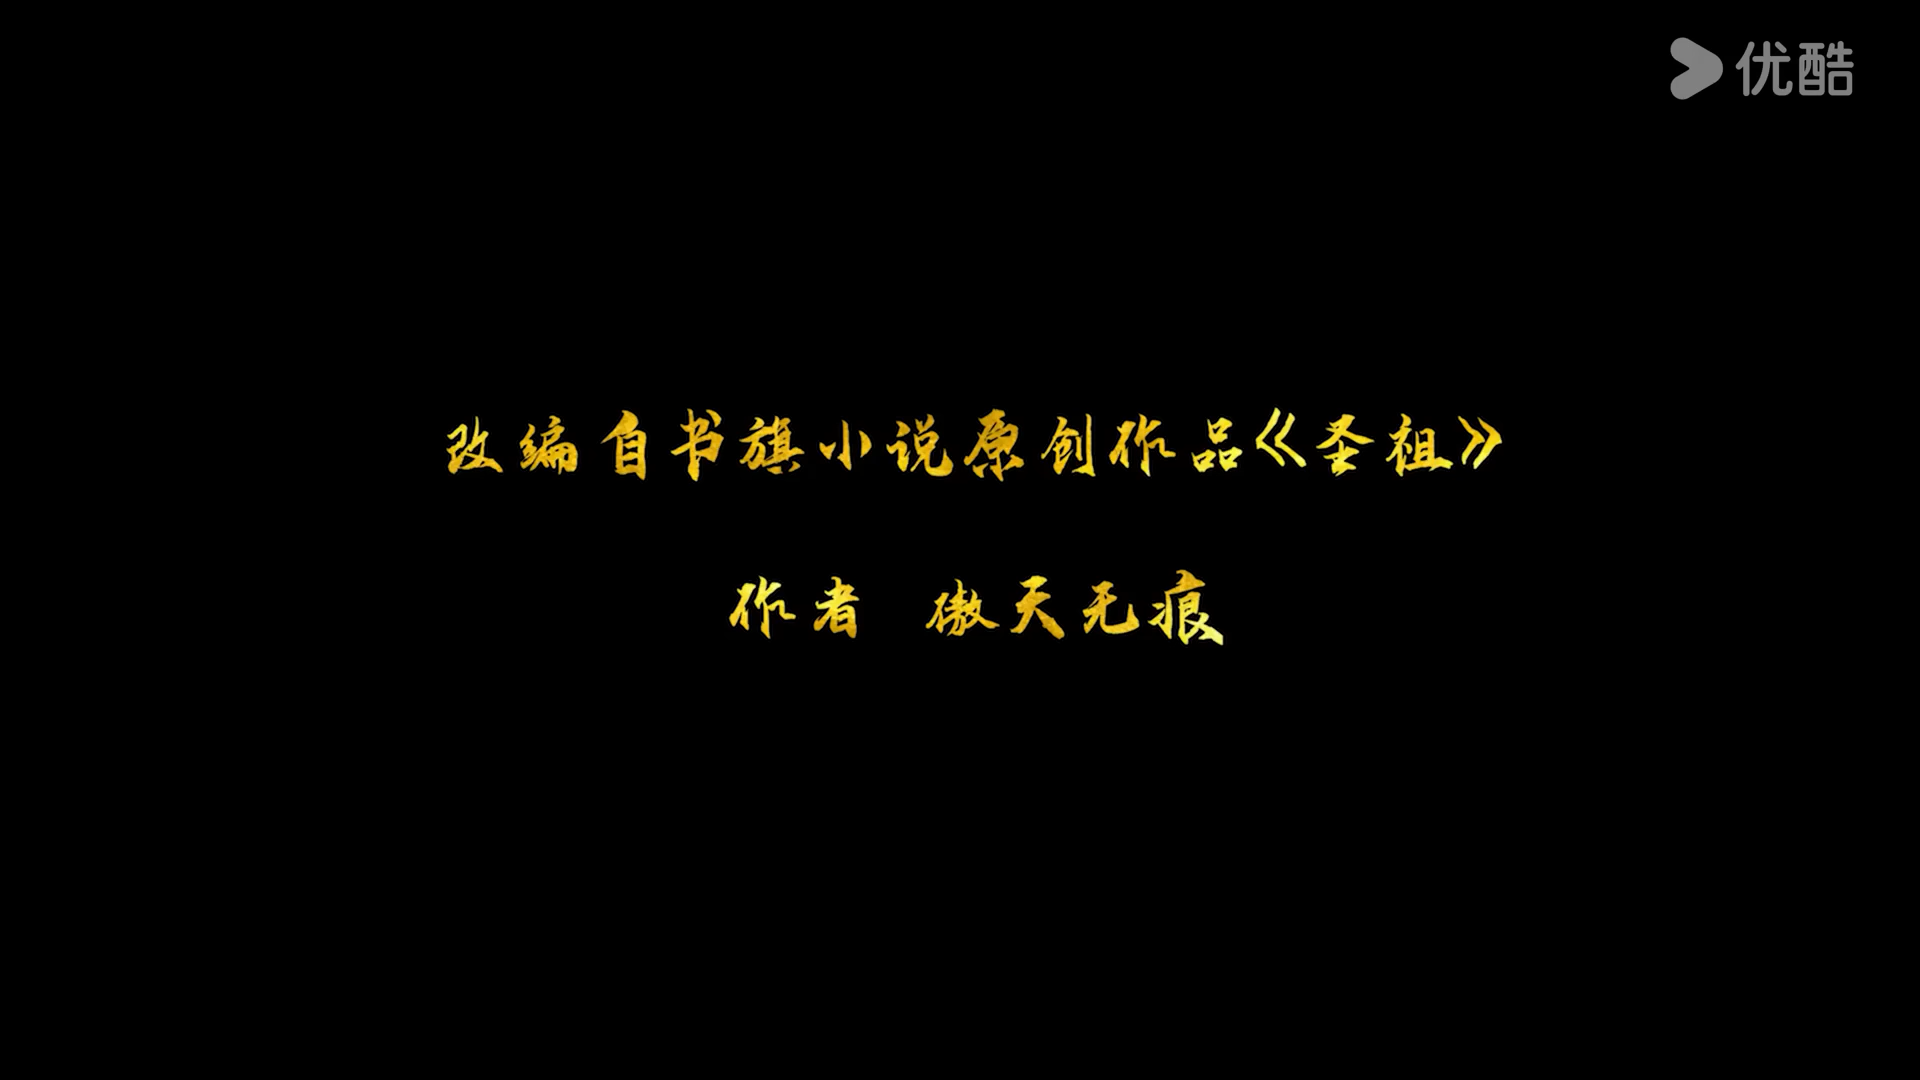 优酷
改编自书旗小说原创作品《圣祖》
作者 傲天无痕